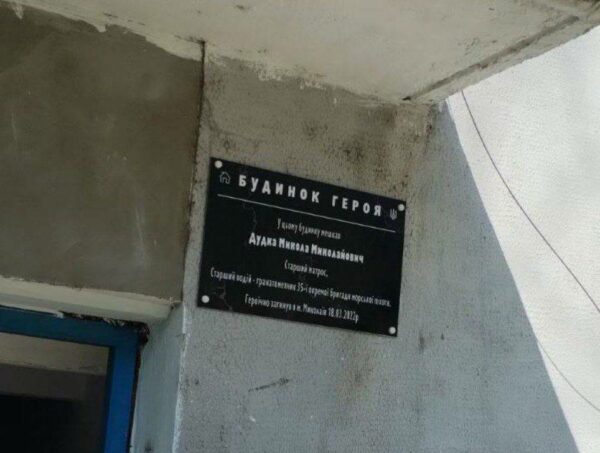 БУДИНОК ГЕРОЯ
У цьому будинку мешкав
Дудка Микола Миколайович
Старший матрос,
Старший водій - гранатометник 35-ї окремої бригади морської піхоти.
Героїчно загинув в м. Миколаїв 18.03.2022р